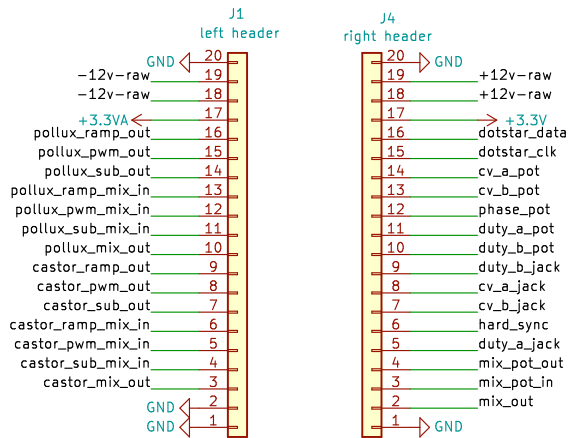 J1
left header
GND 20
-12v-raw 19
-12v-raw 18
+3.3VA 17
pollux_ramp_out 16
pollux_pwm_out 15
pollux_sub_out 14
pollux_ramp_mix_in 13
pollux_pwm_mix_in 12
pollux_sub_mix_in 11
pollux_mix_out 10
castor_ramp_out 9
castor_pwm_out 8
castor_sub_out 7
castor_ramp_mix_in 6
castor_pwm_mix_in 5
castor_sub_mix_in 4
castor_mix_out 3
GND 2
GND 1
J4
right header
20 GND
19 +12v-raw
18 +12v-raw
17 +3.3V
16 dotstar_data
15 dotstar_clk
14 cv_a_pot
13 cv_b_pot
12 phase_pot
11 duty_a_pot
10 duty_b_pot
9 duty_b_jack
8 cv_a_jack
7 cv_b_jack
6 hard_sync
5 duty_a_jack
4 mix_pot_out
3 mix_pot_in
2 mix_out
1 GND